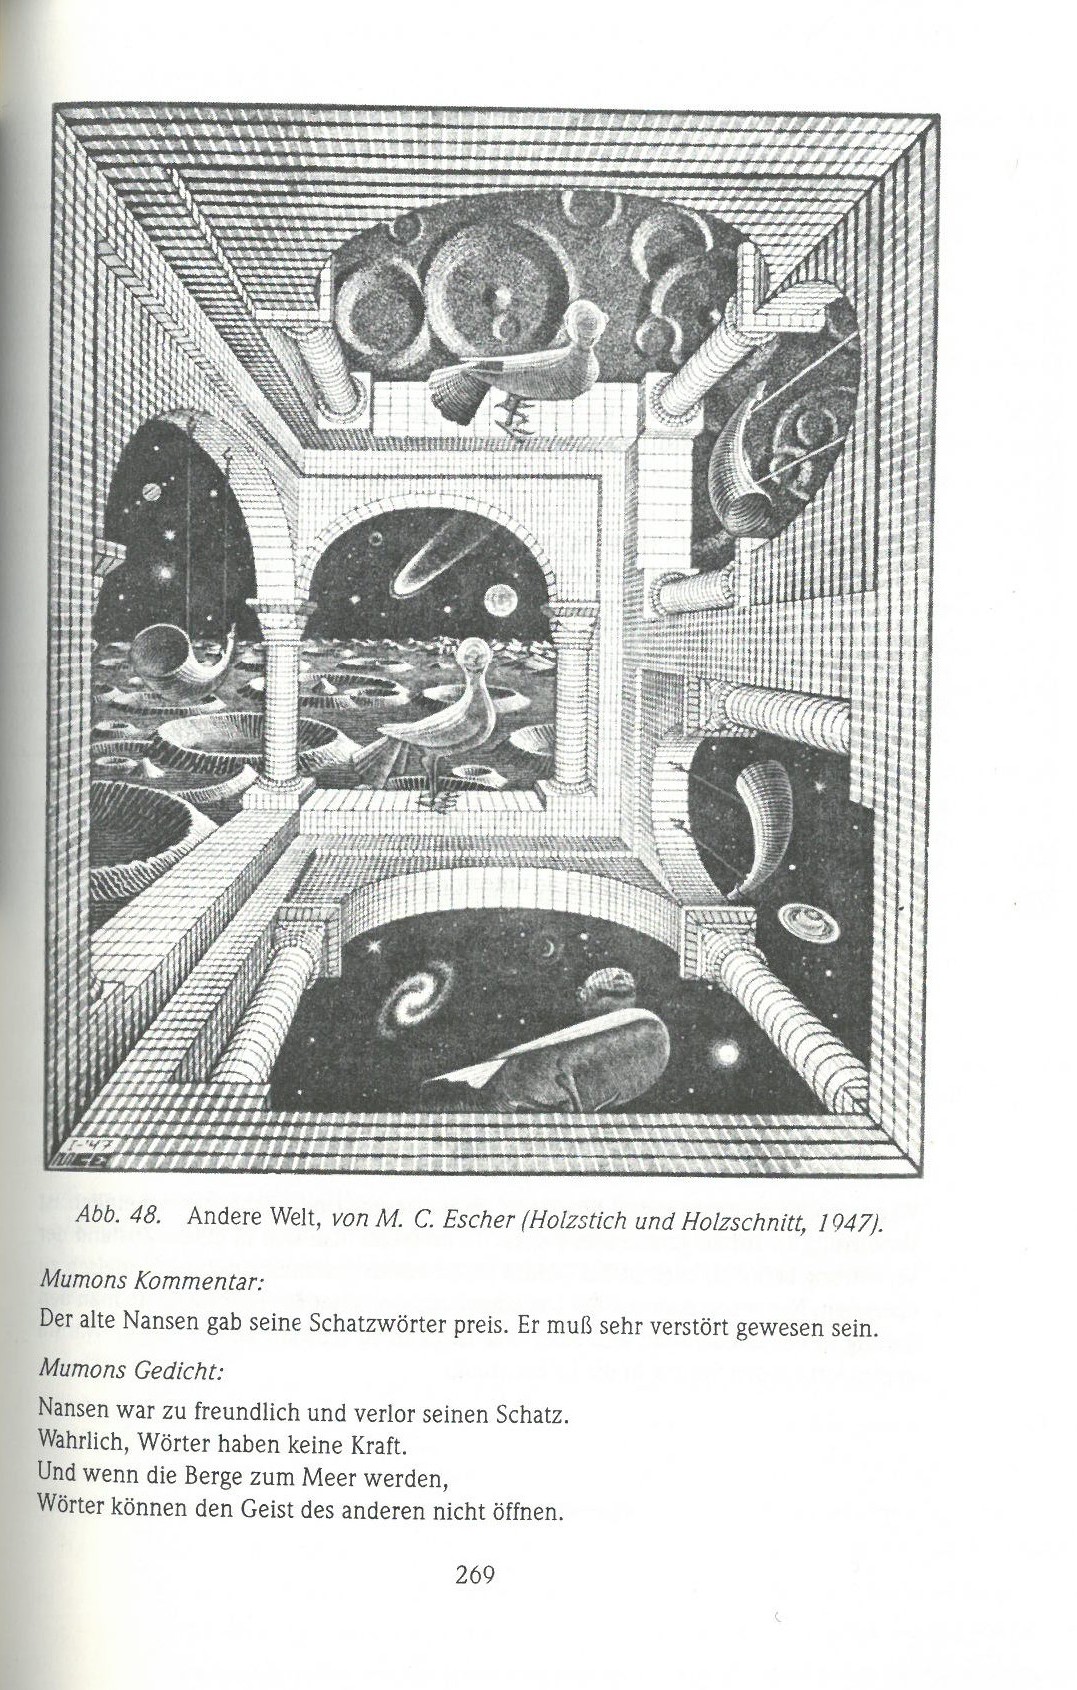 I-'47
MCE
Abb. 48. Andere Welt, von M. C. Escher (Holzstich und Holzschnitt, 1947).
Mumons Kommentar:
Der alte Nansen gab seine Schatzwörter preis. Er muß sehr verstört gewesen sein.
Mumons Gedicht:
Nansen war zu freundlich und verlor seinen Schatz.
Wahrlich, Wörter haben keine Kraft.
Und wenn die Berge zum Meer werden,
Wörter können den Geist des anderen nicht öffnen.
269